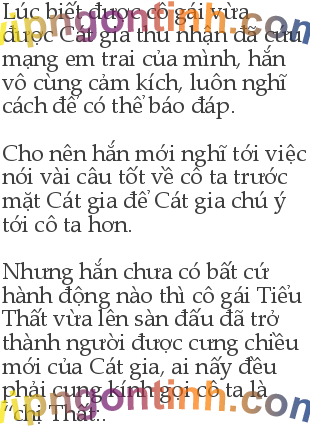 Lúc biết được cô gái vừa
được Cát gia thu nhận đã cứu
mạng em trai của mình, hắn
vô cùng cảm kích, luôn nghĩ
cách để có thể báo đáp.
Cho nên hắn mới nghĩ tới việc
nói vài câu tốt về cô ta trước
mặt Cát gia để Cát gia chú ý
tới cô ta hơn.
Nhưng hắn chưa có bất cứ
hành động nào thì cô gái Tiểu
Thất vừa lên sàn đấu đã trở
thành người được cưng chiều
mới của Cát gia, ai nấy đều
phải cung kính gọi cô ta là
“chị Thất..
vipngontinh.com
vipngontinh.com